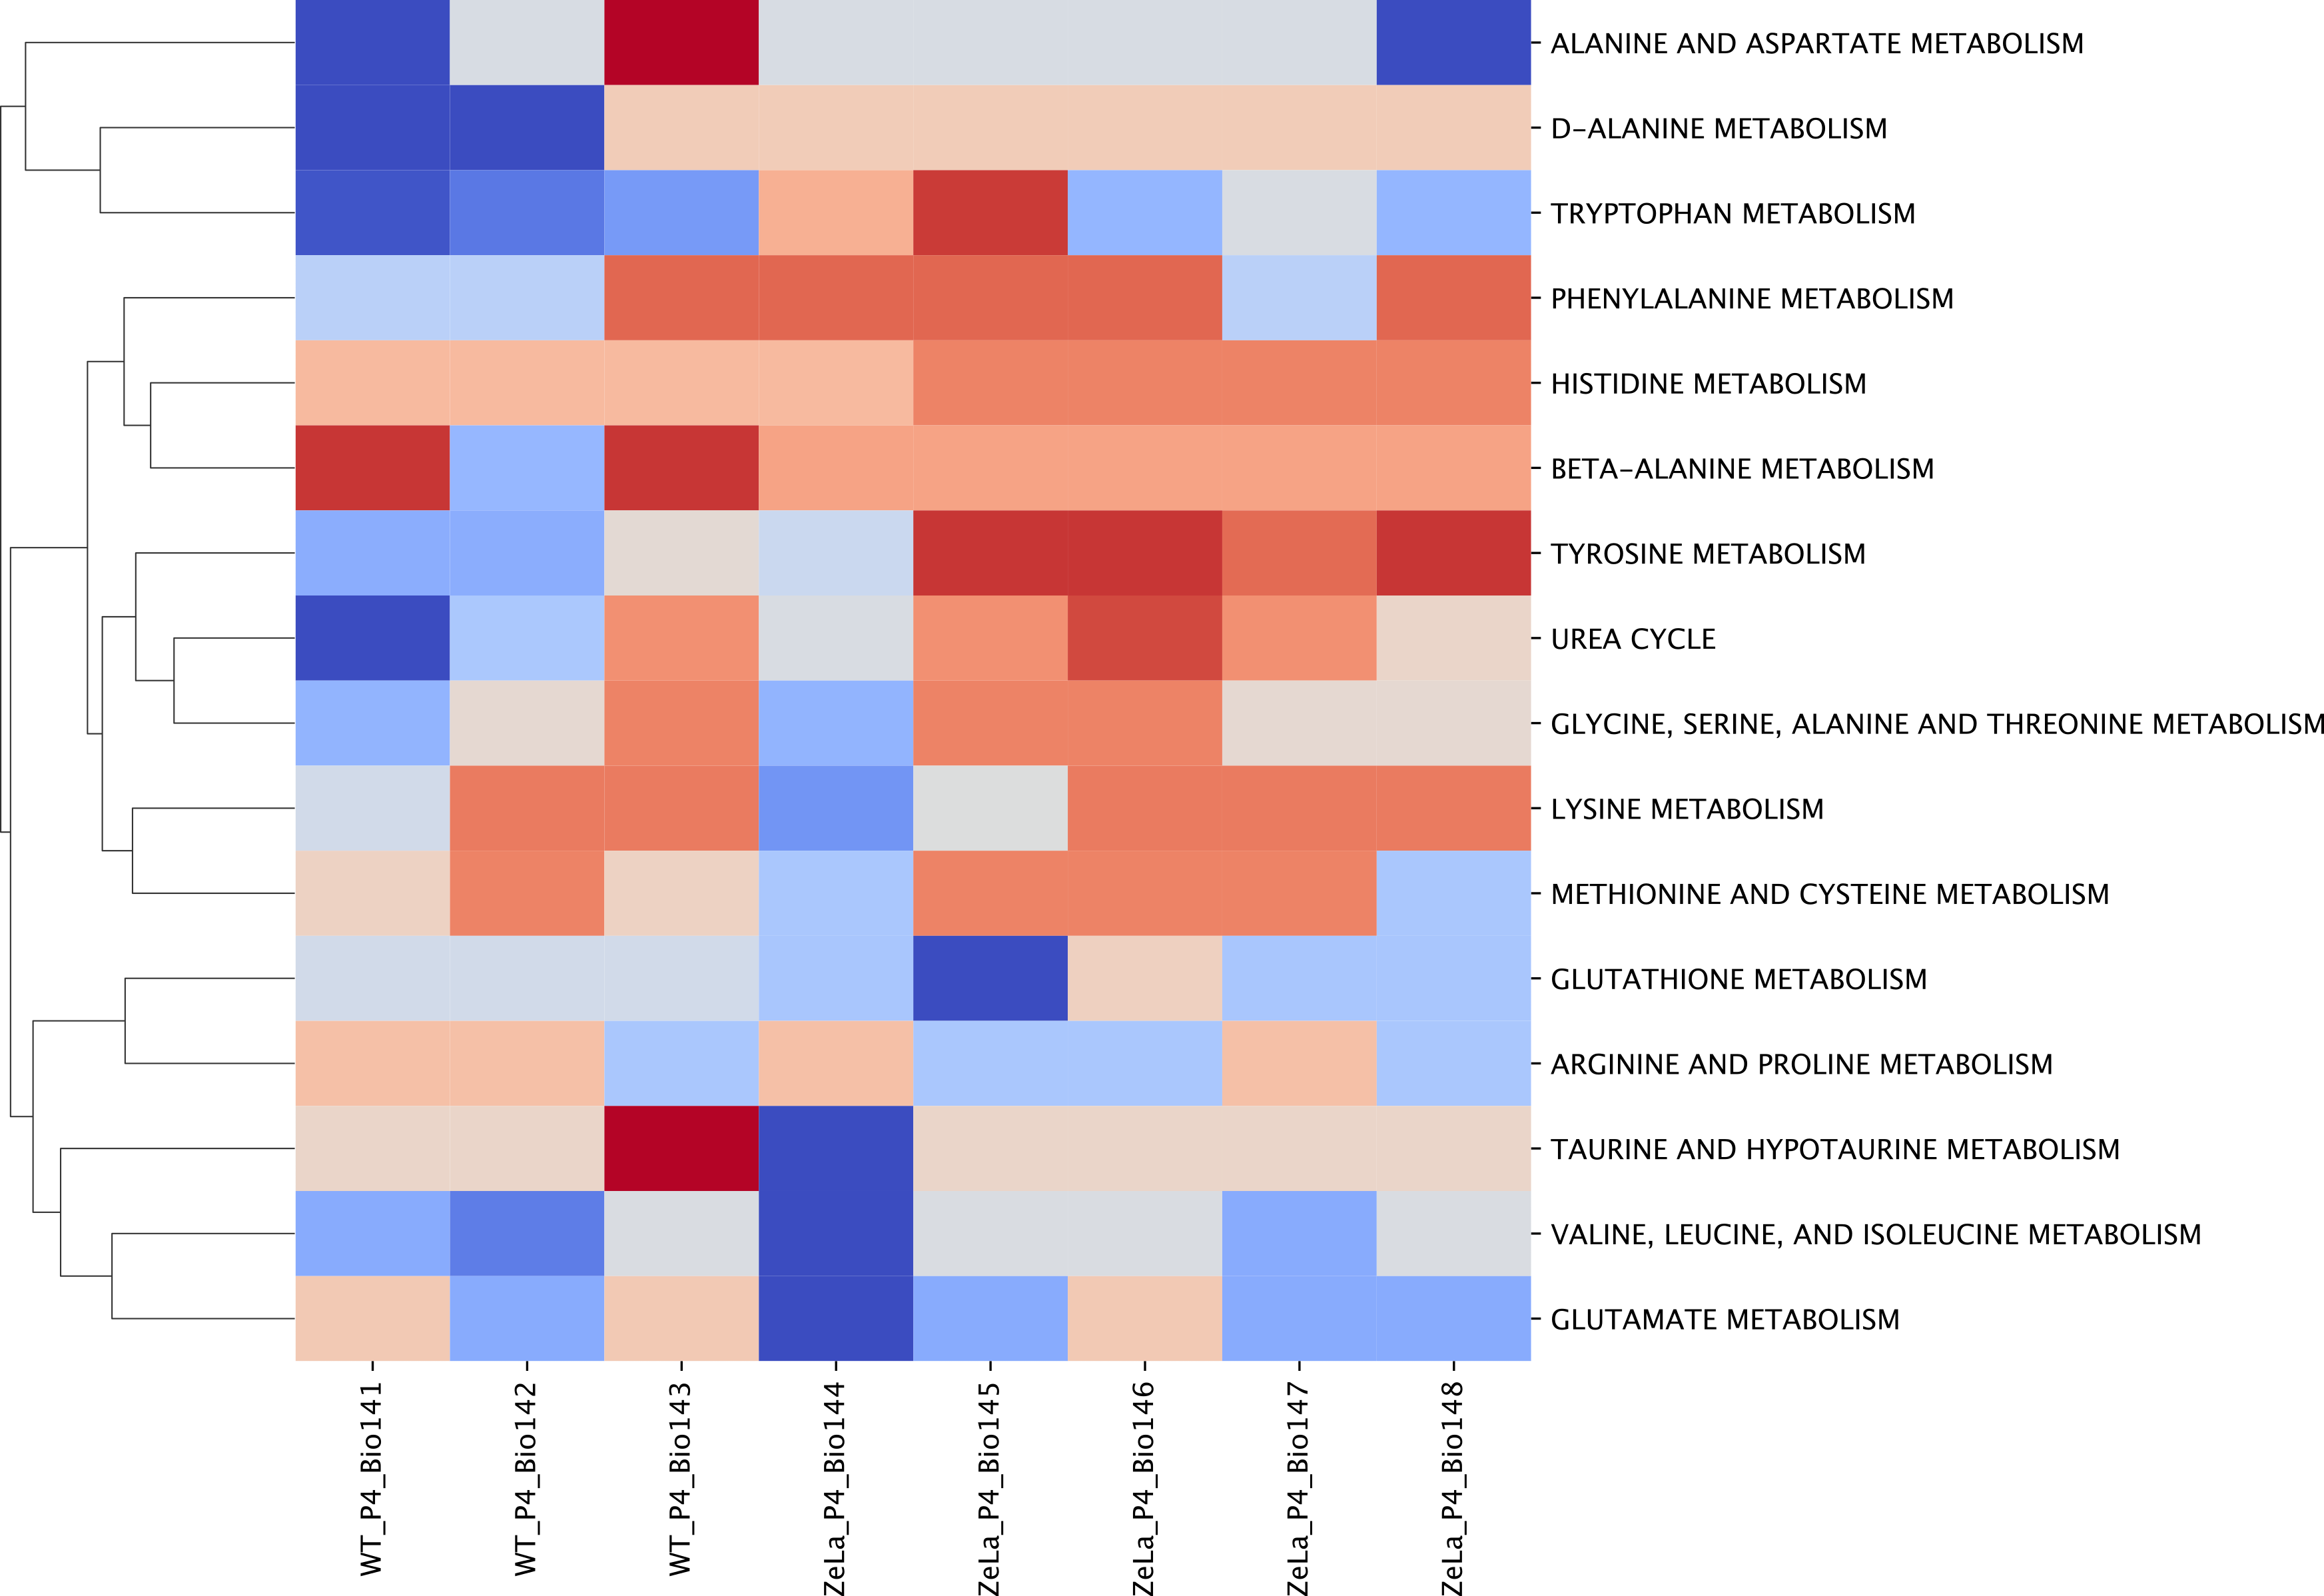 ALANINE AND ASPARTATE METABOLISM
D-ALANINE METABOLISM
TRYPTOPHAN METABOLISM
PHENYLALANINE METABOLISM
HISTIDINE METABOLISM
BETA-ALANINE METABOLISM
TYROSINE METABOLISM
UREA CYCLE
GLYCINE, SERINE, ALANINE AND THREONINE METABOLISM
LYSINE METABOLISM
METHIONINE AND CYSTEINE METABOLISM
GLUTATHIONE METABOLISM
ARGININE AND PROLINE METABOLISM
TAURINE AND HYPOTAURINE METABOLISM
VALINE, LEUCINE, AND ISOLEUCINE METABOLISM
GLUTAMATE METABOLISM
WT_P4_Bio141
WT_P4_Bio142
WT_P4_Bio143
ZeLa_P4_Bio144
ZeLa_P4_Bio145
ZeLa_P4_Bio146
ZeLa_P4_Bio147
ZeLa_P4_Bio148